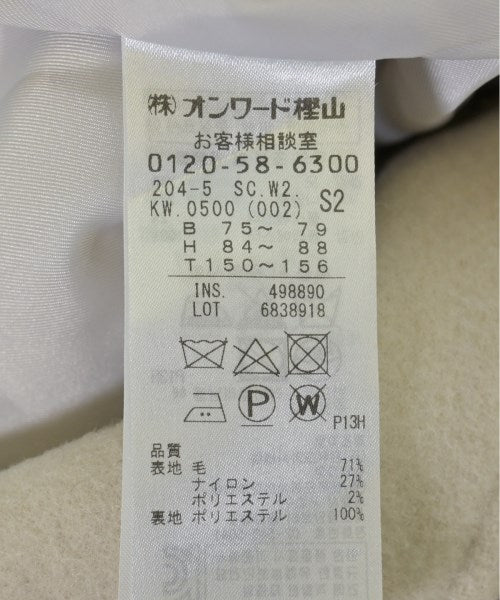 (株)オンワード樫山
お客様相談室
0120-58-6300
204-5 SC.W2.
KW.0500 (002) S2
B 75～79
H 84～88
T 150～156
INS. 498890
LOT 6838918
P W P13H
品質
表地 毛 71%
ナイロン 27%
ポリエステル 2%
裏地 ポリエステル 100%